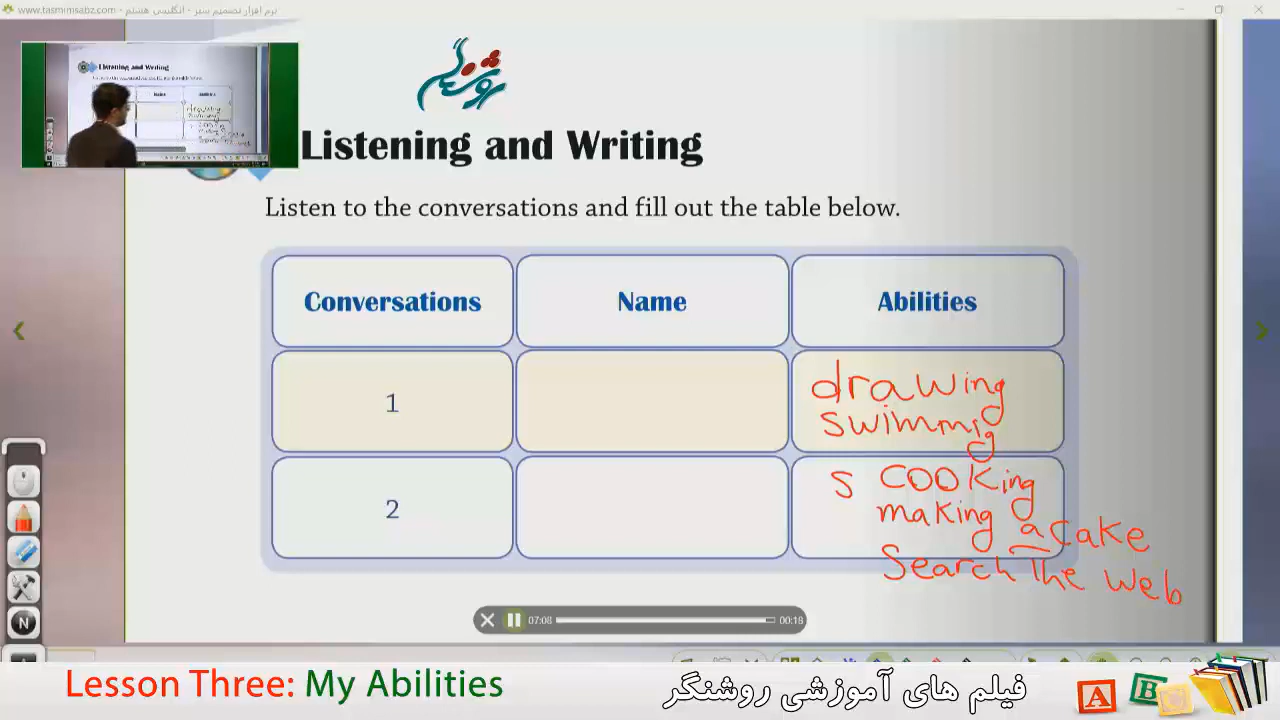 نرم افزار تصمیم سبز - انگلیسی هشتم - www.tasmimsabz.com
Listening and Writing
Listen to the conversations and fill out the table below.
Conversations Name Abilities
1 drawing
swimmig
2 s cooking
making a cake
Search The Web
07:08 00:18
N
Lesson Three: My Abilities
فیلم های آموزشی روشنگر
A B C